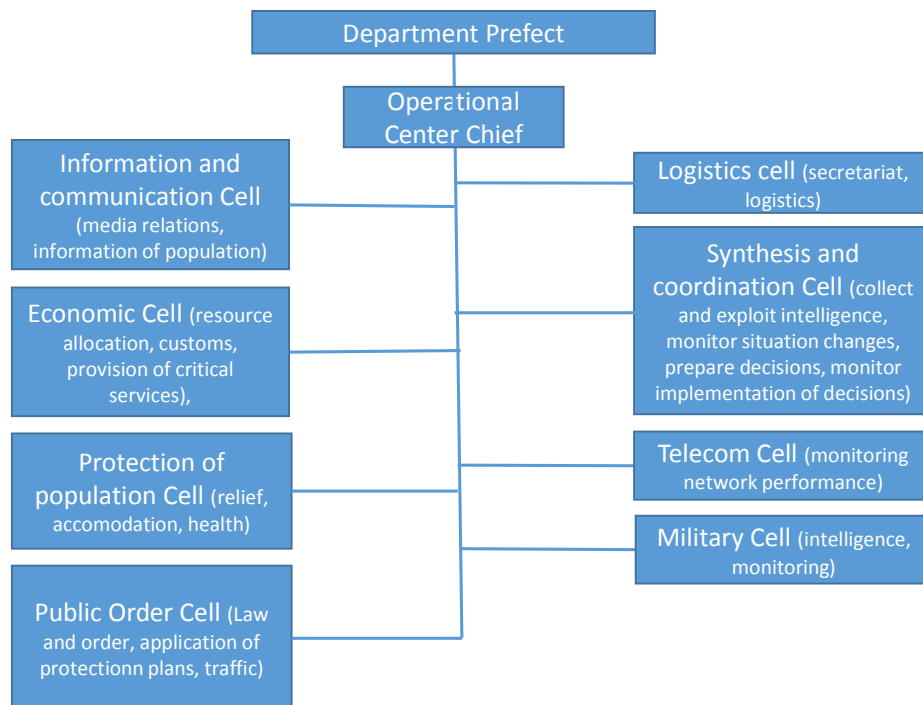 Department Prefect
Operational
Center Chief
Information and
communication Cell
(media relations,
information of population)
Economic Cell (resource
allocation, customs,
provision of critical
services),
Protection of
population Cell (relief,
accomodation, health)
Public Order Cell (Law
and order, application of
protectionn plans, traffic)
Logistics cell (secretariat,
logistics)
Synthesis and
coordination Cell (collect
and exploit intelligence,
monitor situation changes,
prepare decisions, monitor
implementation of decisions)
Telecom Cell (monitoring
network performance)
Military Cell (intelligence,
monitoring)